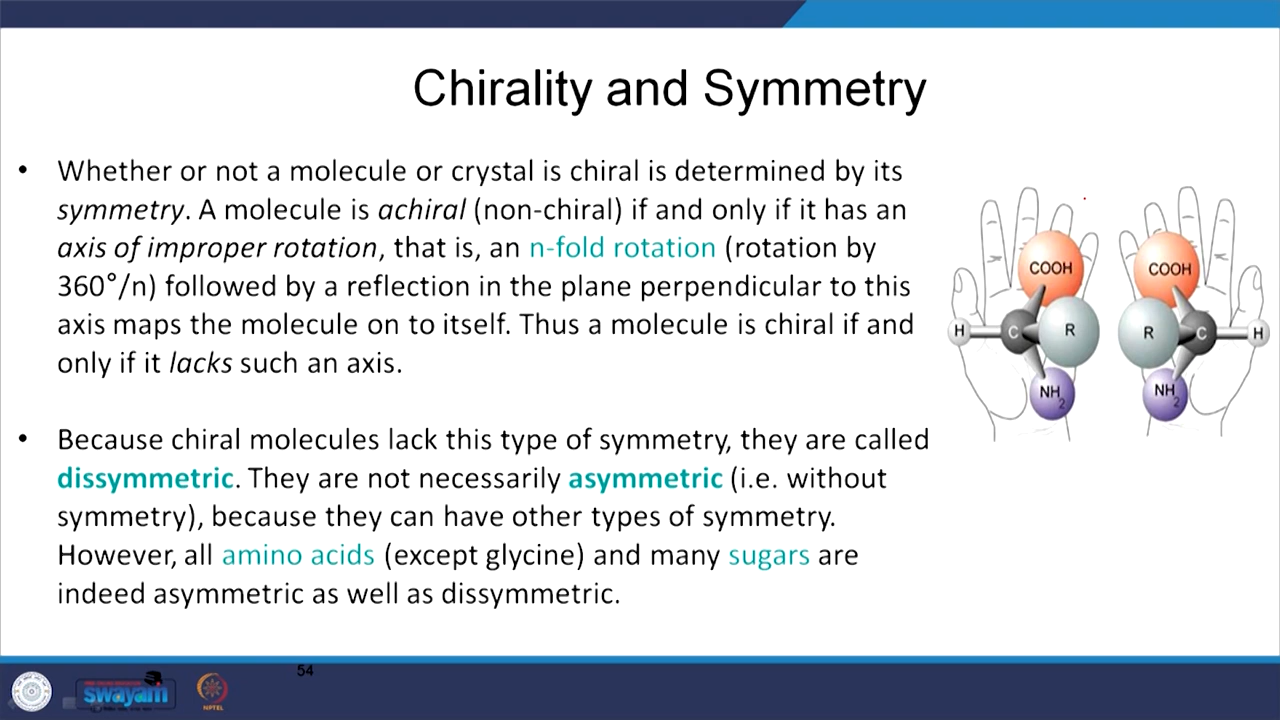 Chirality and Symmetry
• Whether or not a molecule or crystal is chiral is determined by its
symmetry. A molecule is achiral (non-chiral) if and only if it has an
axis of improper rotation, that is, an n-fold rotation (rotation by
360°/n) followed by a reflection in the plane perpendicular to this
axis maps the molecule on to itself. Thus a molecule is chiral if and
only if it lacks such an axis.
• Because chiral molecules lack this type of symmetry, they are called
dissymmetric. They are not necessarily asymmetric (i.e. without
symmetry), because they can have other types of symmetry.
However, all amino acids (except glycine) and many sugars are
indeed asymmetric as well as dissymmetric.
COOH
H C R
NH2
COOH
R C H
NH2
54
swayam
NPTEL